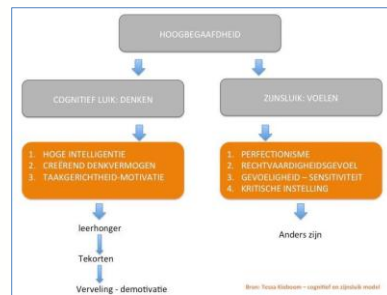 HOOGBEGAAFDHEID
COGNITIEF LUIK: DENKEN
ZIJNSLUIK: VOELEN
1. HOGE INTELLIGENTIE
2. CREËREND DENKVERMOGEN
3. TAAKGERICHTHEID-MOTIVATIE
1. PERFECTIONISME
2. RECHTVAARDIGHEIDSGEVOEL
3. GEVOELIGHEID – SENSITIVITEIT
4. KRITISCHE INSTELLING
leerhonger
Tekorten
Verveling - demotivatie
Anders zijn
Bron: Tessa Kieboom – cognitief en zijnsluik model